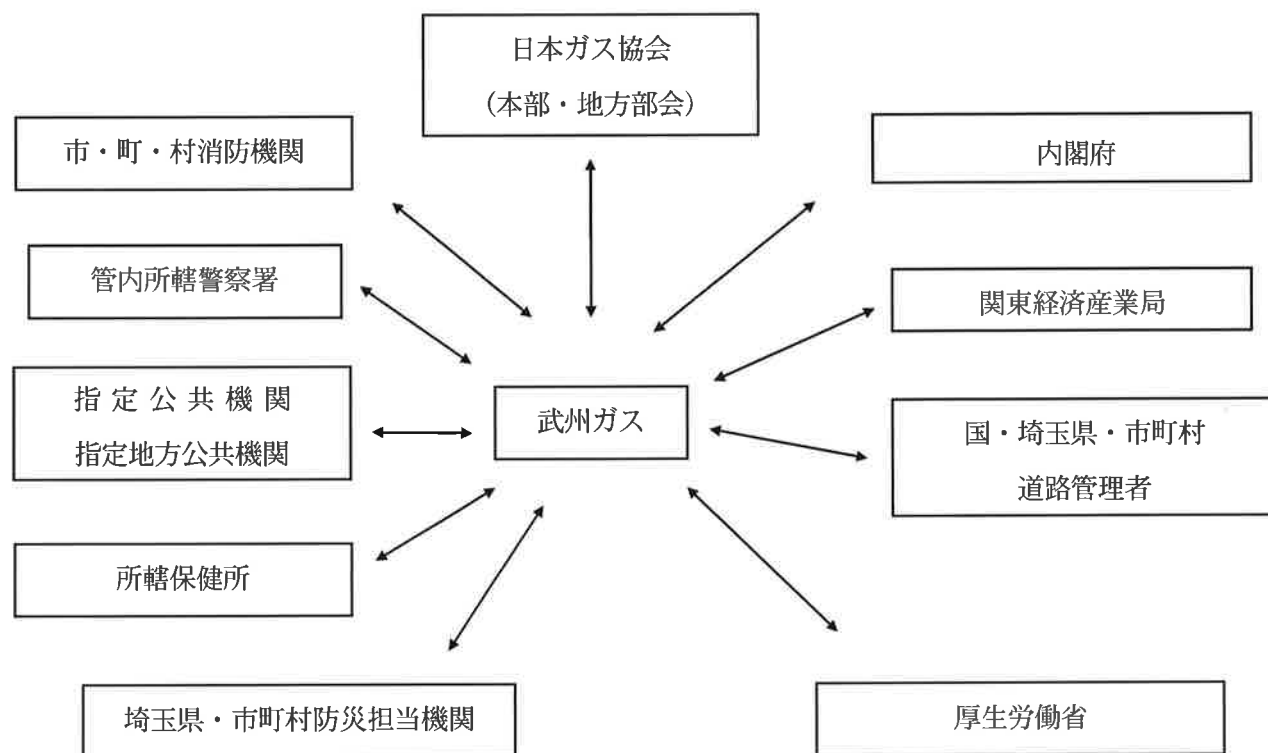 日本ガス協会
(本部・地方部会)
市・町・村消防機関
内閣府
管内所轄警察署
関東経済産業局
指定公共機関
指定地方公共機関
武州ガス
国・埼玉県・市町村
道路管理者
所轄保健所
埼玉県・市町村防災担当機関
厚生労働省